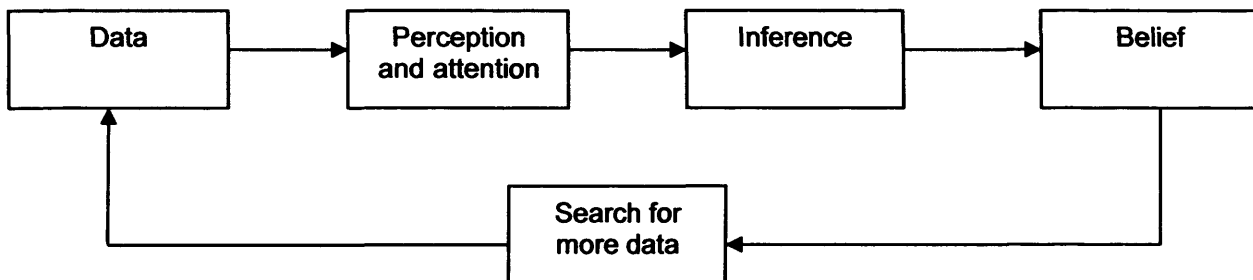 Data
Perception
and attention
Inference
Belief
Search for
more data